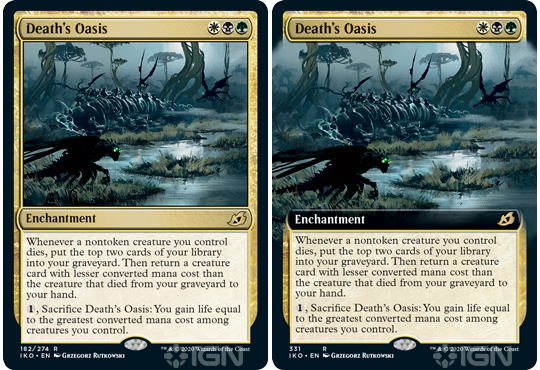 Death's Oasis
Enchantment
Whenever a nontoken creature you control
dies, put the top two cards of your library
into your graveyard. Then return a creature
card with lesser converted mana cost than
the creature that died from your graveyard to
your hand.
1, Sacrifice Death's Oasis: You gain life equal
to the greatest converted mana cost among
creatures you control.
182/274 R
IKO • EN Grzegorz Rutkowski
™ & © 2020 Wizards of the Coast
IGN
Death's Oasis
Enchantment
Whenever a nontoken creature you control
dies, put the top two cards of your library
into your graveyard. Then return a creature
card with lesser converted mana cost than
the creature that died from your graveyard to
your hand.
1, Sacrifice Death's Oasis: You gain life equal
to the greatest converted mana cost among
creatures you control.
331 R
IKO • EN Grzegorz Rutkowski
™ & © 2020 Wizards of the Coast
IGN